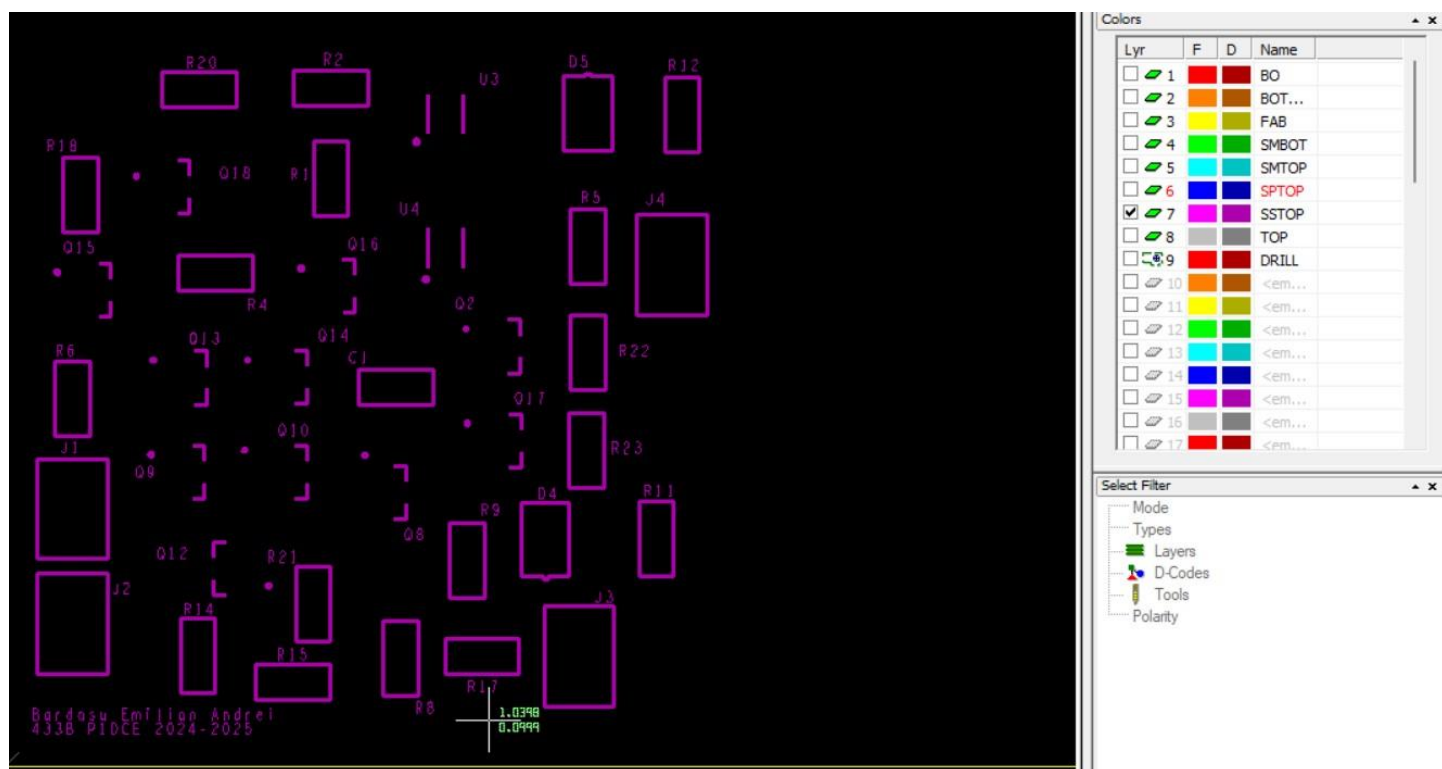 R20
R2
D5
R12
U3
R18
Q18
R1
R5
J4
U4
Q15
Q16
R4
Q2
Q13
Q14
R6
C1
R22
Q17
Q10
J1
R23
Q9
D4
R11
R9
Q8
Q12
R21
J2
J3
R14
R15
R17
R8
1.0398
0.0999
Bardasu Emilian Andrei
433B PIDCE 2024-2025
Colors
Lyr F D Name
1 BO
2 BOT...
3 FAB
4 SMBOT
5 SMTOP
6 SPTOP
7 SSTOP
8 TOP
9 DRILL
10 <em...
11 <em...
12 <em...
13 <em...
14 <em...
15 <em...
16 <em...
17 <em...
Select Filter
Mode
Types
Layers
D-Codes
Tools
Polarity